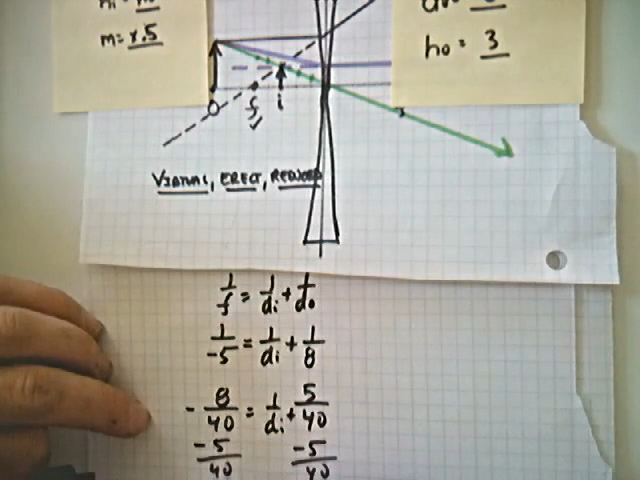 m= x.5
ho = 3
O
f
i
VIRTUAL, ERECT, REDUCED
1/f = 1/di + 1/do
1/-5 = 1/di + 1/8
- 8/40 = 1/di + 5/40
-5/40 -5/40